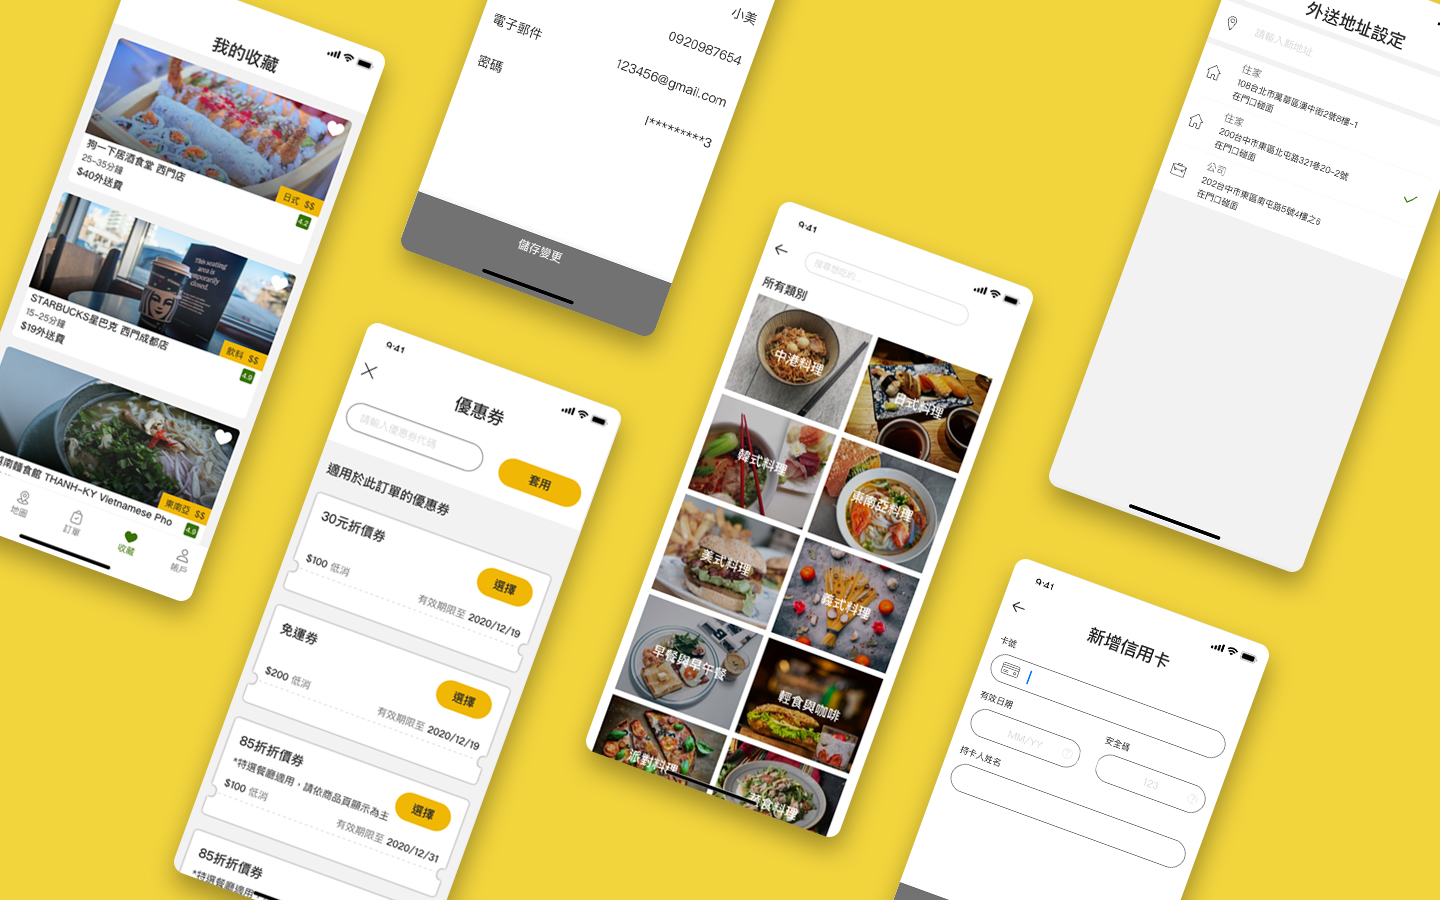 我的收藏
狗一下居酒食堂 西門店
25-35分鐘
$40外送費
日式 $$
4.2
This seating
area is
temporarily
closed.
STARBUCKS星巴克 西門成都店
15-25分鐘
$19外送費
飲料 $$
4.9
越南麵食館 THANH-KY Vietnamese Pho
東南亞 $$
4.9
地圖
訂單
收藏
帳戶
小美
0920987654
電子郵件
123456@gmail.com
密碼
l*********3
儲存變更
9:41
優惠券
請輸入優惠券代碼
套用
適用於此訂單的優惠券
30元折價券
$100 低消
選擇
有效期限至 2020/12/19
免運券
$200 低消
選擇
有效期限至 2020/12/19
85折折價券
*特選餐廳適用，請依商品頁顯示為主
$100 低消
選擇
有效期限至 2020/12/31
85折折價券
*特選餐廳適用
9:41
搜尋想吃的...
所有類別
中港料理
日式料理
韓式料理
東南亞料理
美式料理
義式料理
早餐與早午餐
輕食與咖啡
派對料理
素食料理
外送地址設定
請輸入新地址
住家
108台北市萬華區漢中街2號8樓-1
在門口碰面
住家
200台中市東區北屯路321巷20-2號
在門口碰面
公司
202台中市東區南屯路5號4樓之6
在門口碰面
9:41
新增信用卡
卡號
有效日期
MM/YY
安全碼
123
持卡人姓名